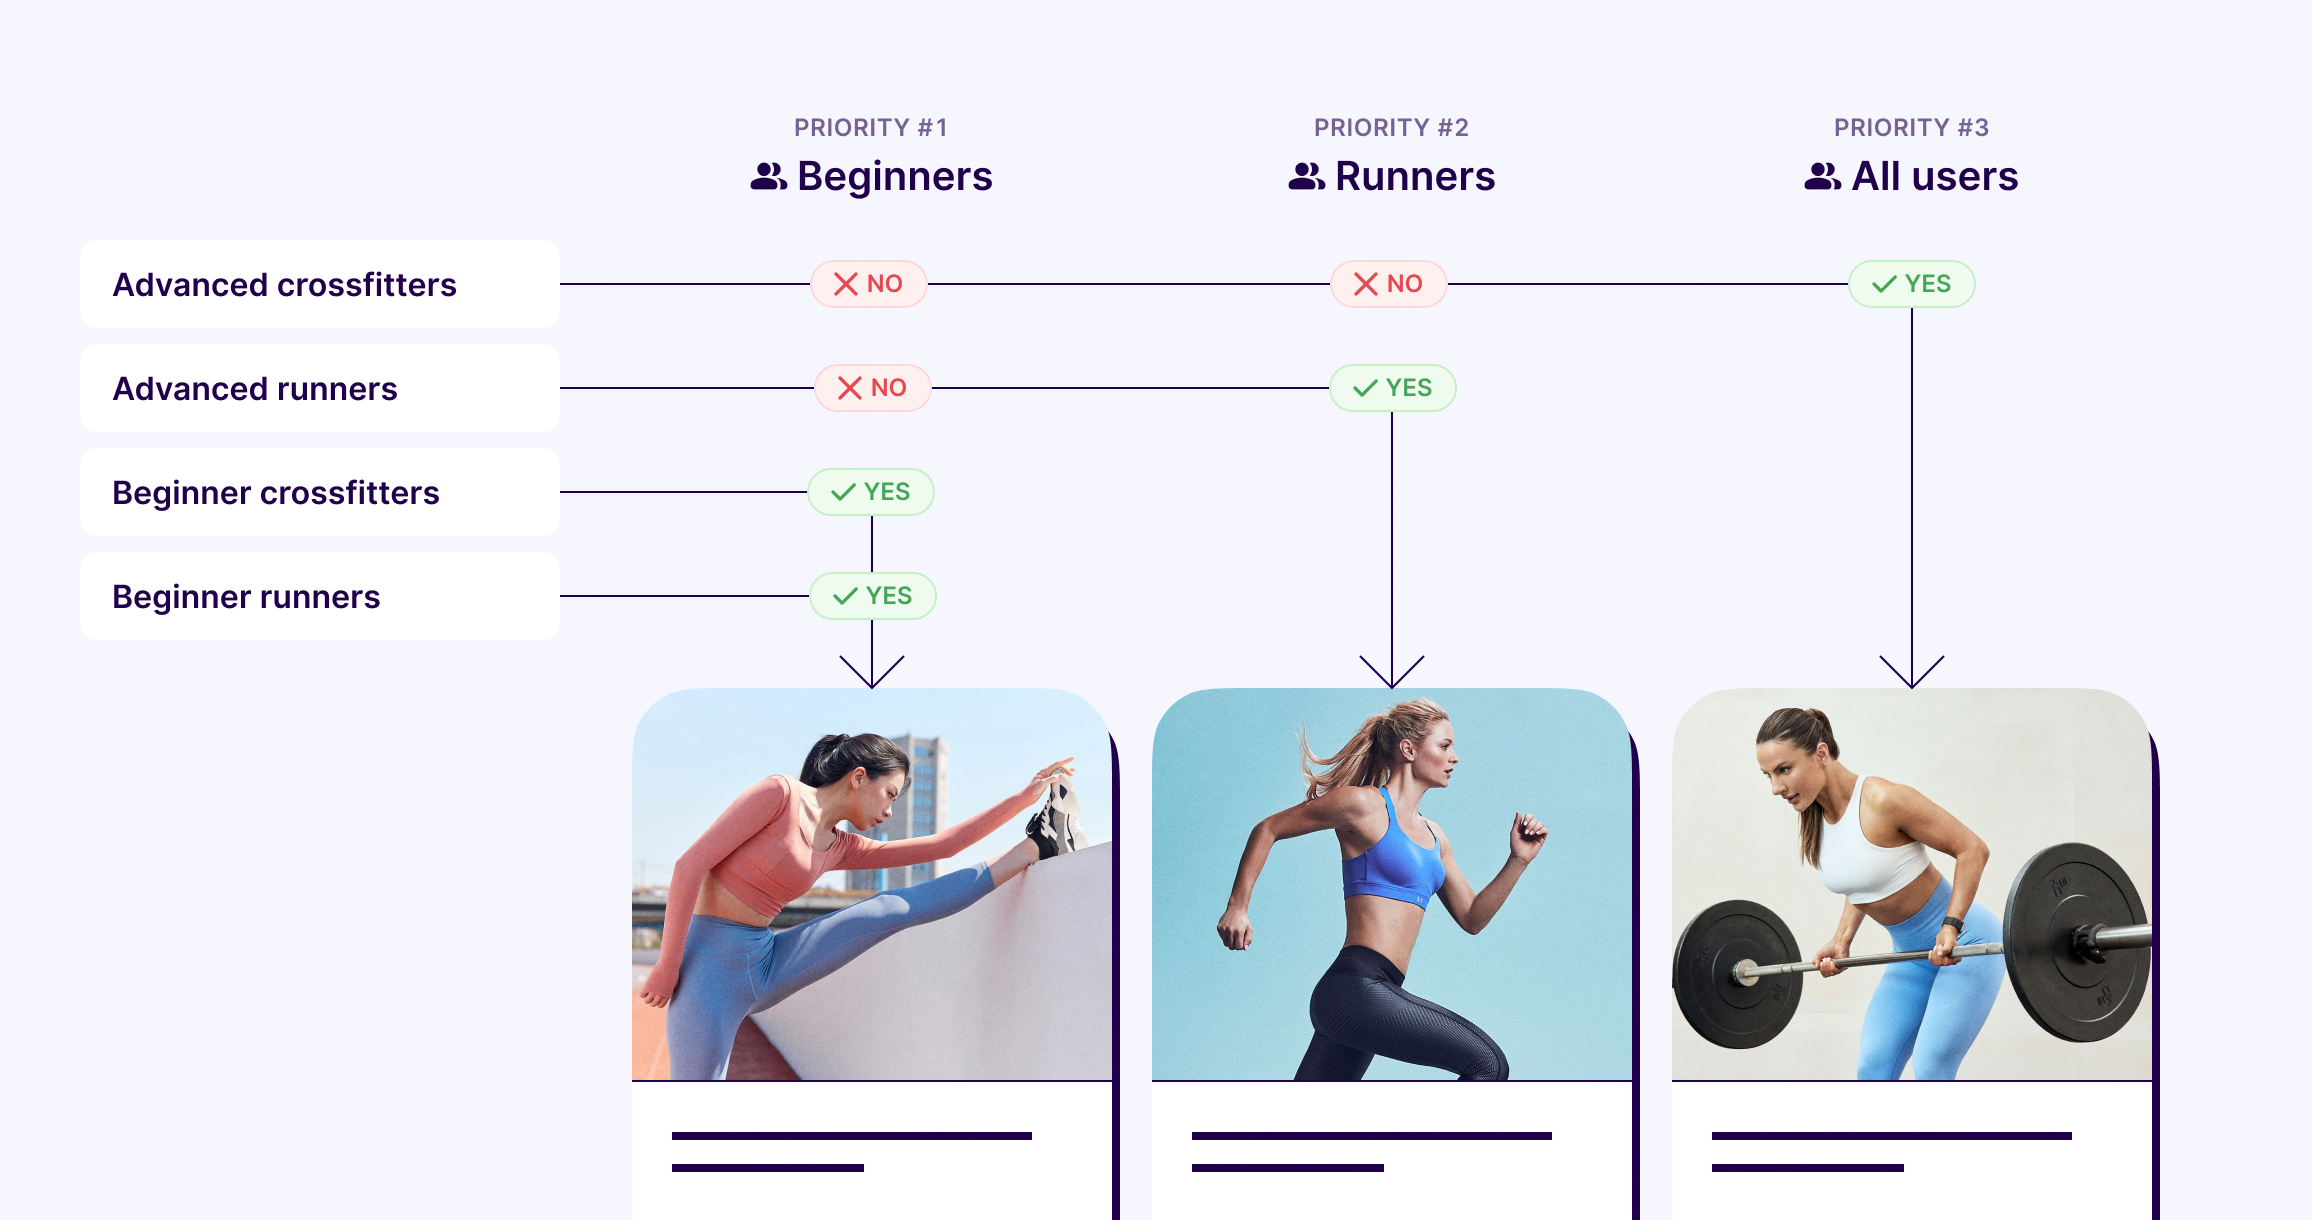 PRIORITY #1
Beginners
PRIORITY #2
Runners
PRIORITY #3
All users
Advanced crossfitters
NO
NO
YES
Advanced runners
NO
YES
Beginner crossfitters
YES
Beginner runners
YES